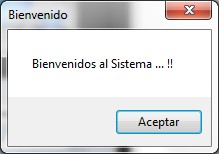 Bienvenido
Bienvenidos al Sistema ... !!
Aceptar